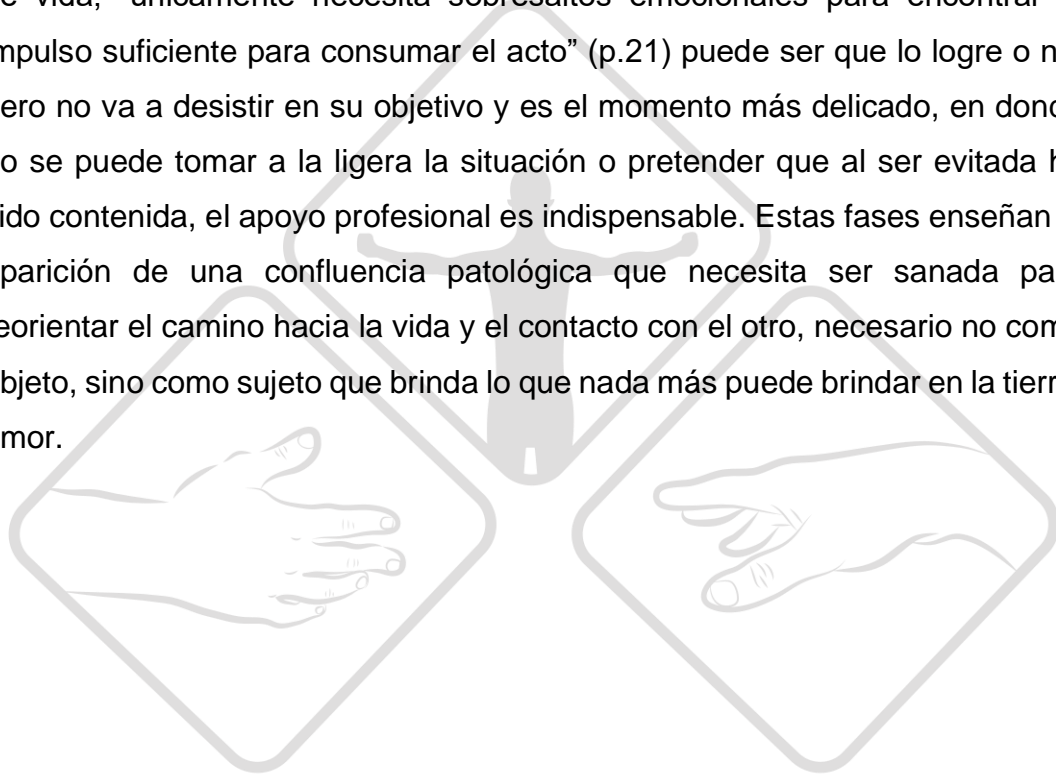 e vida, “únicamente necesita sobresaltos emocionales para encontrar
mpulso suficiente para consumar el acto” (p.21) puede ser que lo logre o n
ero no va a desistir en su objetivo y es el momento más delicado, en dond
o se puede tomar a la ligera la situación o pretender que al ser evitada h
ido contenida, el apoyo profesional es indispensable. Estas fases enseñan
parición de una confluencia patológica que necesita ser sanada pa
eorientar el camino hacia la vida y el contacto con el otro, necesario no com
bjeto, sino como sujeto que brinda lo que nada más puede brindar en la tierr
mor.